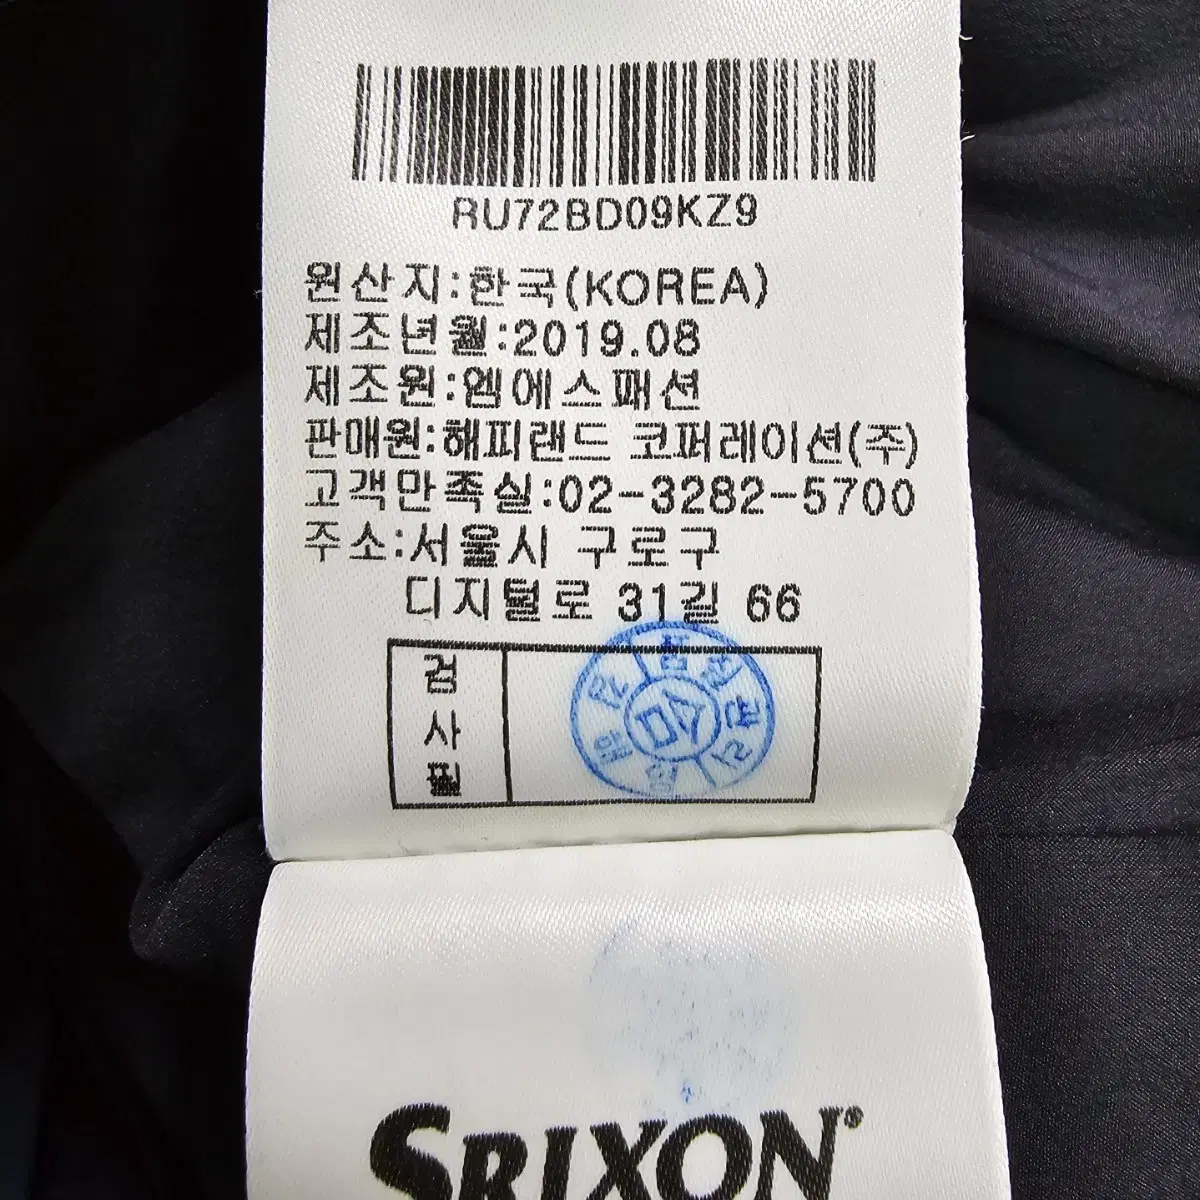 RU72BD09KZ9
원산지:한국(KOREA)
제조년월:2019.08
제조원:엠에스패션
판매원:해피랜드 코퍼레이션(주)
고객만족실:02-3282-5700
주소:서울시 구로구
디지털로 31길 66
검
사
필
SRIXON®